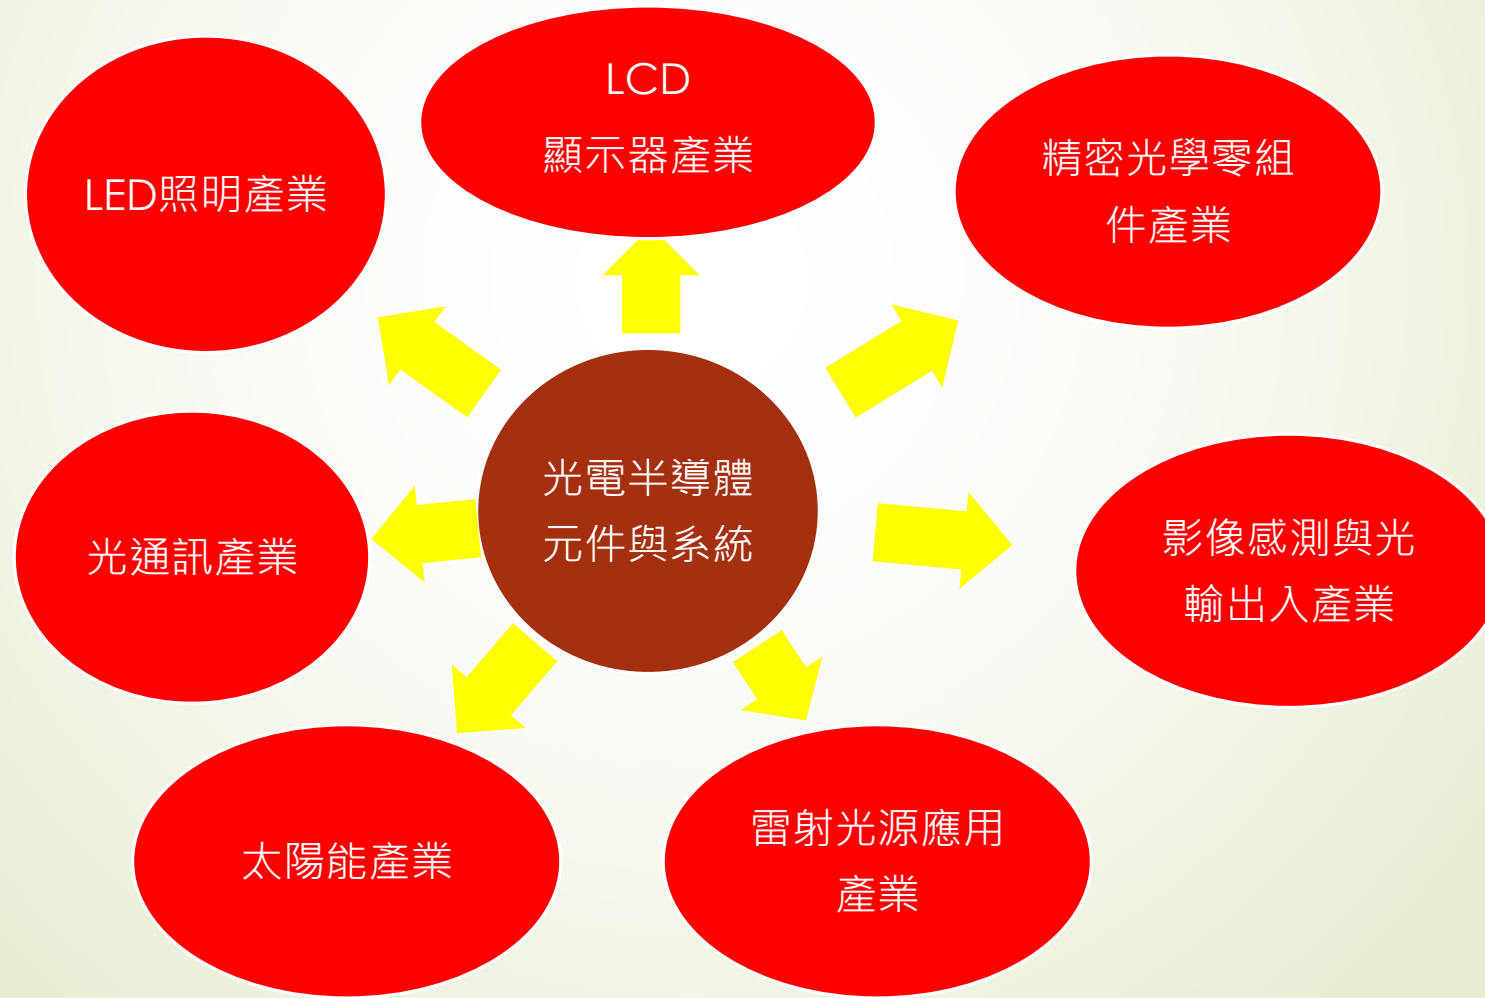 LCD
顯示器產業
LED照明產業
精密光學零組
件產業
光電半導體
元件與系統
光通訊產業
影像感測與光
輸出入產業
太陽能產業
雷射光源應用
產業